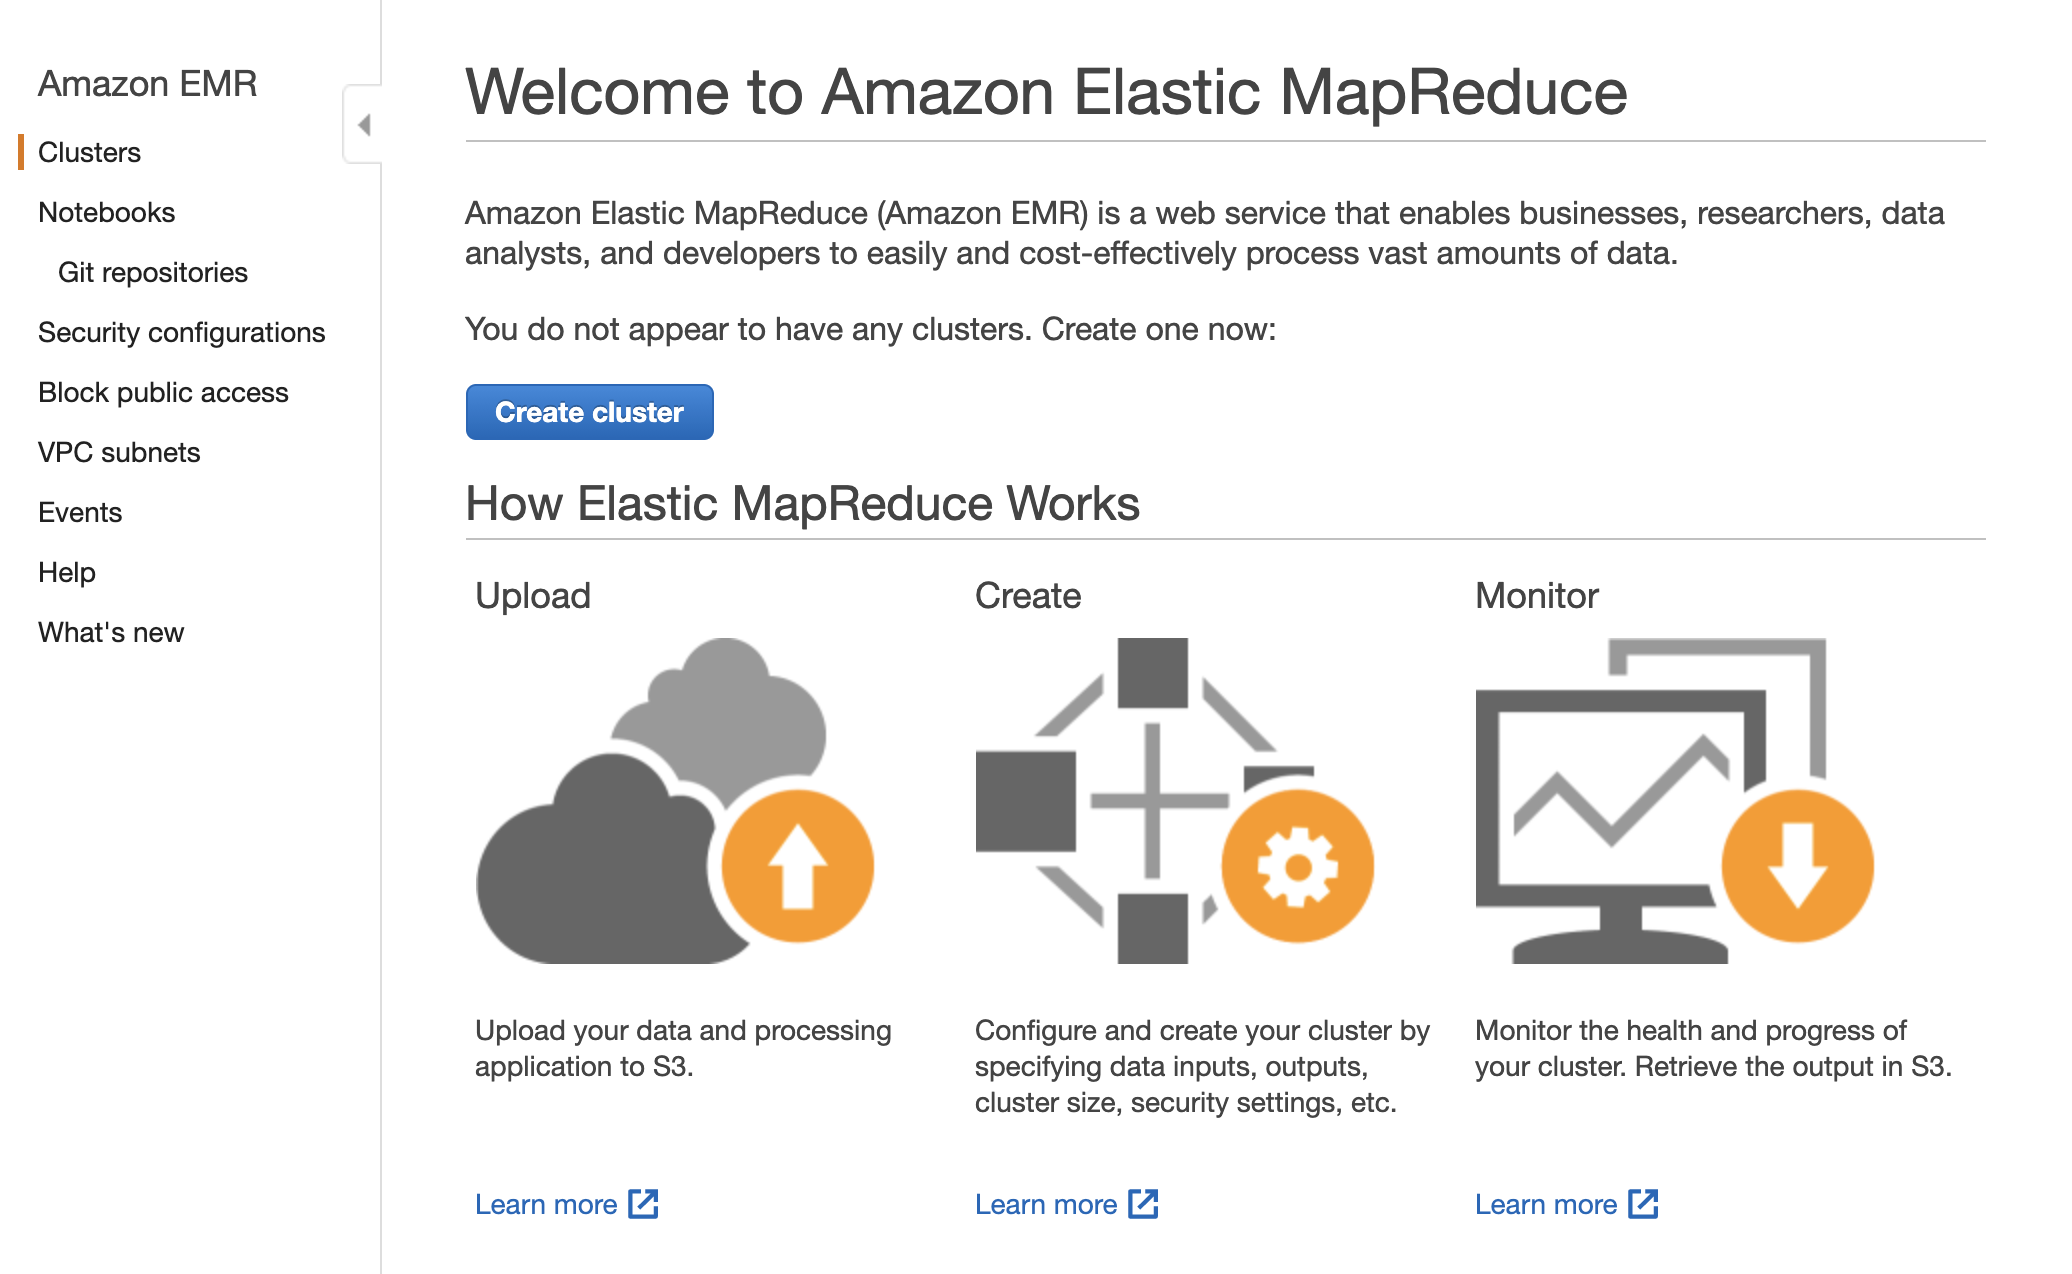 Amazon EMR
Clusters
Notebooks
Git repositories
Security configurations
Block public access
VPC subnets
Events
Help
What's new
Welcome to Amazon Elastic MapReduce
Amazon Elastic MapReduce (Amazon EMR) is a web service that enables businesses, researchers, data
analysts, and developers to easily and cost-effectively process vast amounts of data.
You do not appear to have any clusters. Create one now:
Create cluster
How Elastic MapReduce Works
Upload
Upload your data and processing
application to S3.
Learn more
Create
Configure and create your cluster by
specifying data inputs, outputs,
cluster size, security settings, etc.
Learn more
Monitor
Monitor the health and progress of
your cluster. Retrieve the output in S3.
Learn more